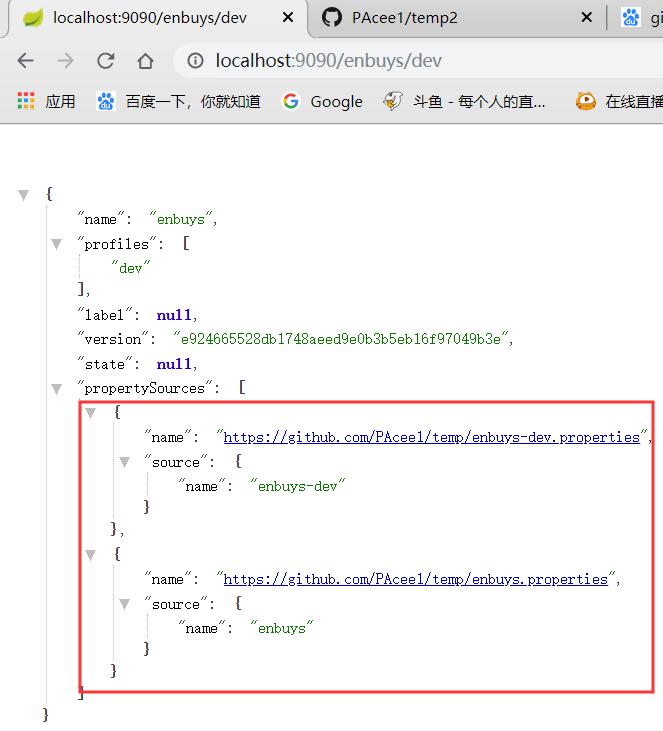 localhost:9090/enbuys/dev
PAcee1/temp2
gi
localhost:9090/enbuys/dev
应用
百度一下，你就知道
Google
斗鱼 - 每个人的直...
在线直播
{
"name": "enbuys",
"profiles": [
"dev"
],
"label": null,
"version": "e924665528db1748aeed9e0b3b5eb16f97049b3e",
"state": null,
"propertySources": [
{
"name": "https://github.com/PAcee1/temp/enbuys-dev.properties",
"source": {
"name": "enbuys-dev"
}
},
{
"name": "https://github.com/PAcee1/temp/enbuys.properties",
"source": {
"name": "enbuys"
}
}
]
}